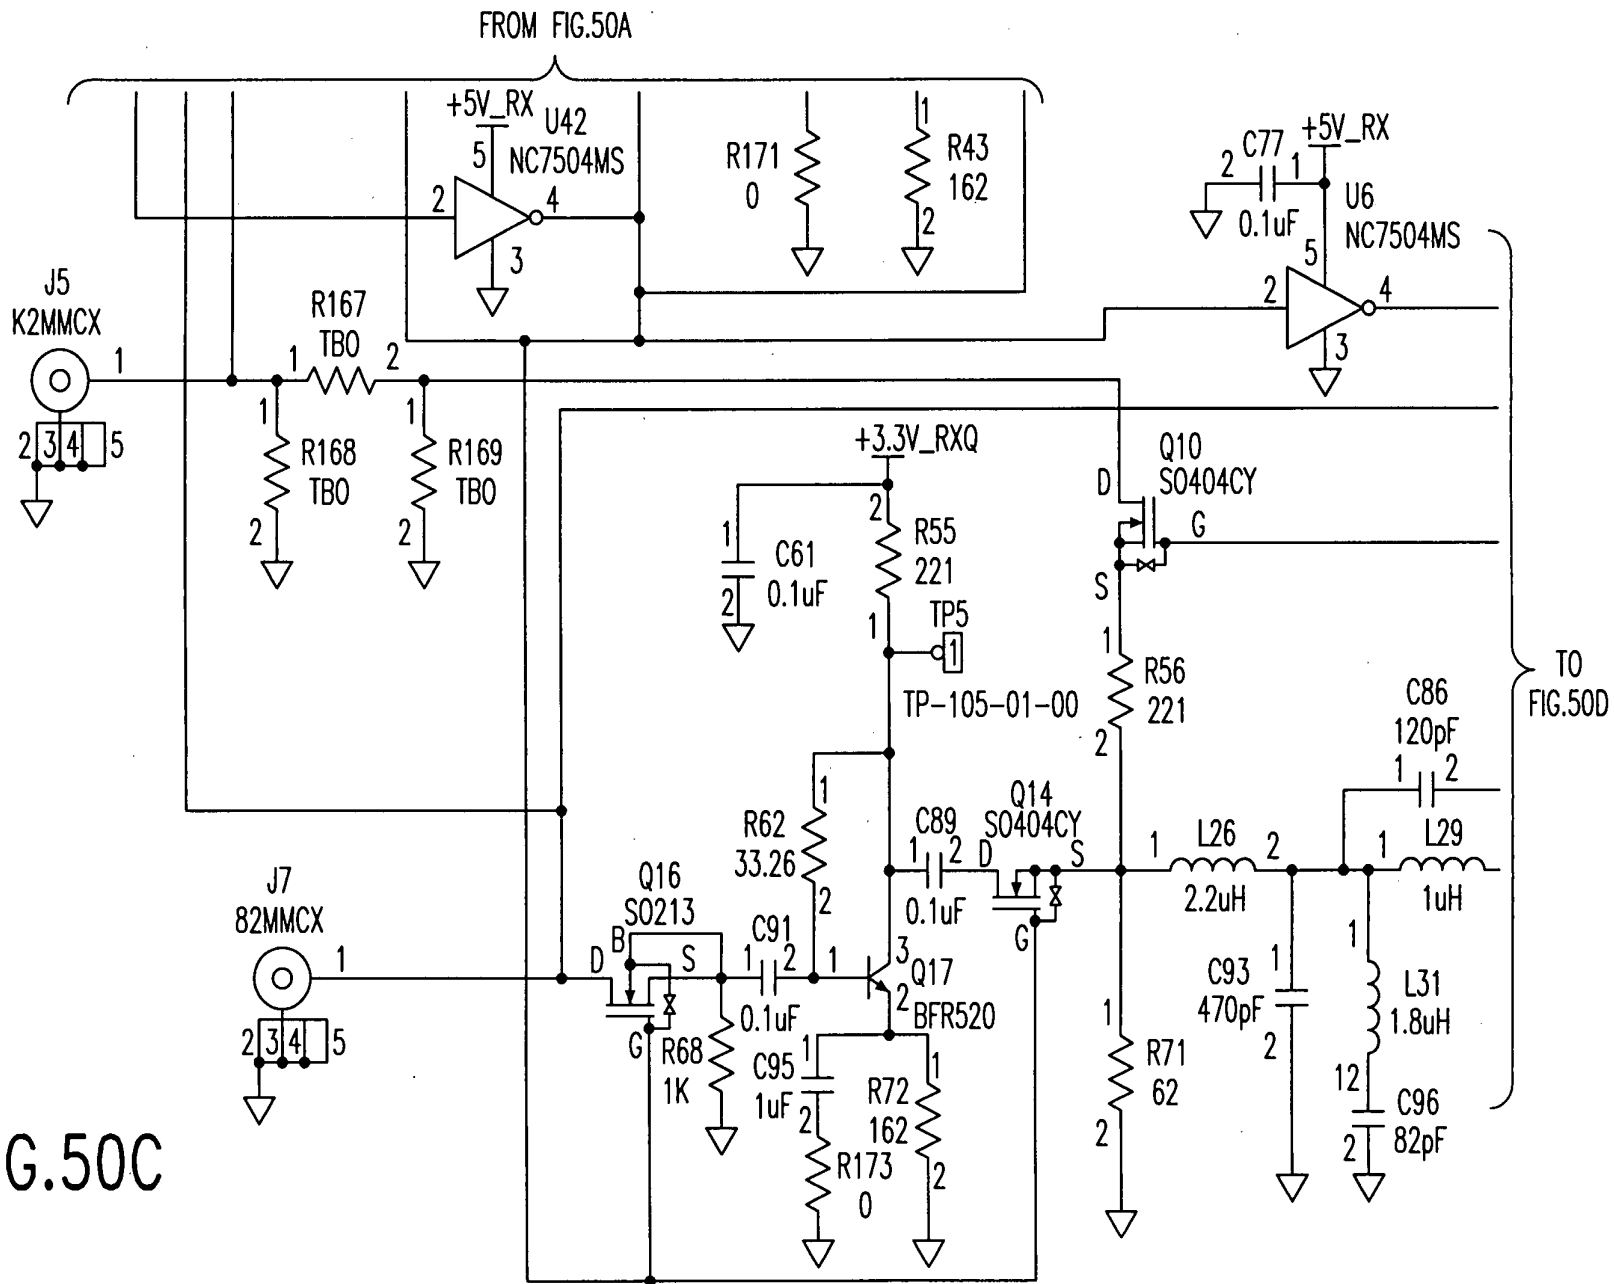 FROM FIG.50A
+5V_RX
U42
NC7504MS
5
2
4
3
R171
0
1
R43
162
2
+5V_RX
C77
2
1
0.1uF
U6
NC7504MS
5
2
4
3
J5
K2MMCX
1
2
3
4
5
R167
TBO
1
2
1
R168
TBO
2
1
R169
TBO
2
+3.3V_RXQ
1
C61
0.1uF
2
2
R55
221
1
TP5
1
TP-105-01-00
Q10
SO404CY
D
G
S
1
R56
221
2
TO
FIG.50D
C86
120pF
1
2
J7
82MMCX
1
2
3
4
5
Q16
SO213
B
D
S
G
R68
1K
C91
1
2
0.1uF
1
R62
33.26
2
1
3
Q17
2
BFR520
C89
2
0.1uF
Q14
SO404CY
D
S
G
1
C95
1uF
2
R173
0
1
R72
162
2
1
L26
2
2.2uH
1
R71
62
2
1
C93
470pF
2
1
L29
1uH
1
L31
1.8uH
12
C96
82pF
2
G.50C